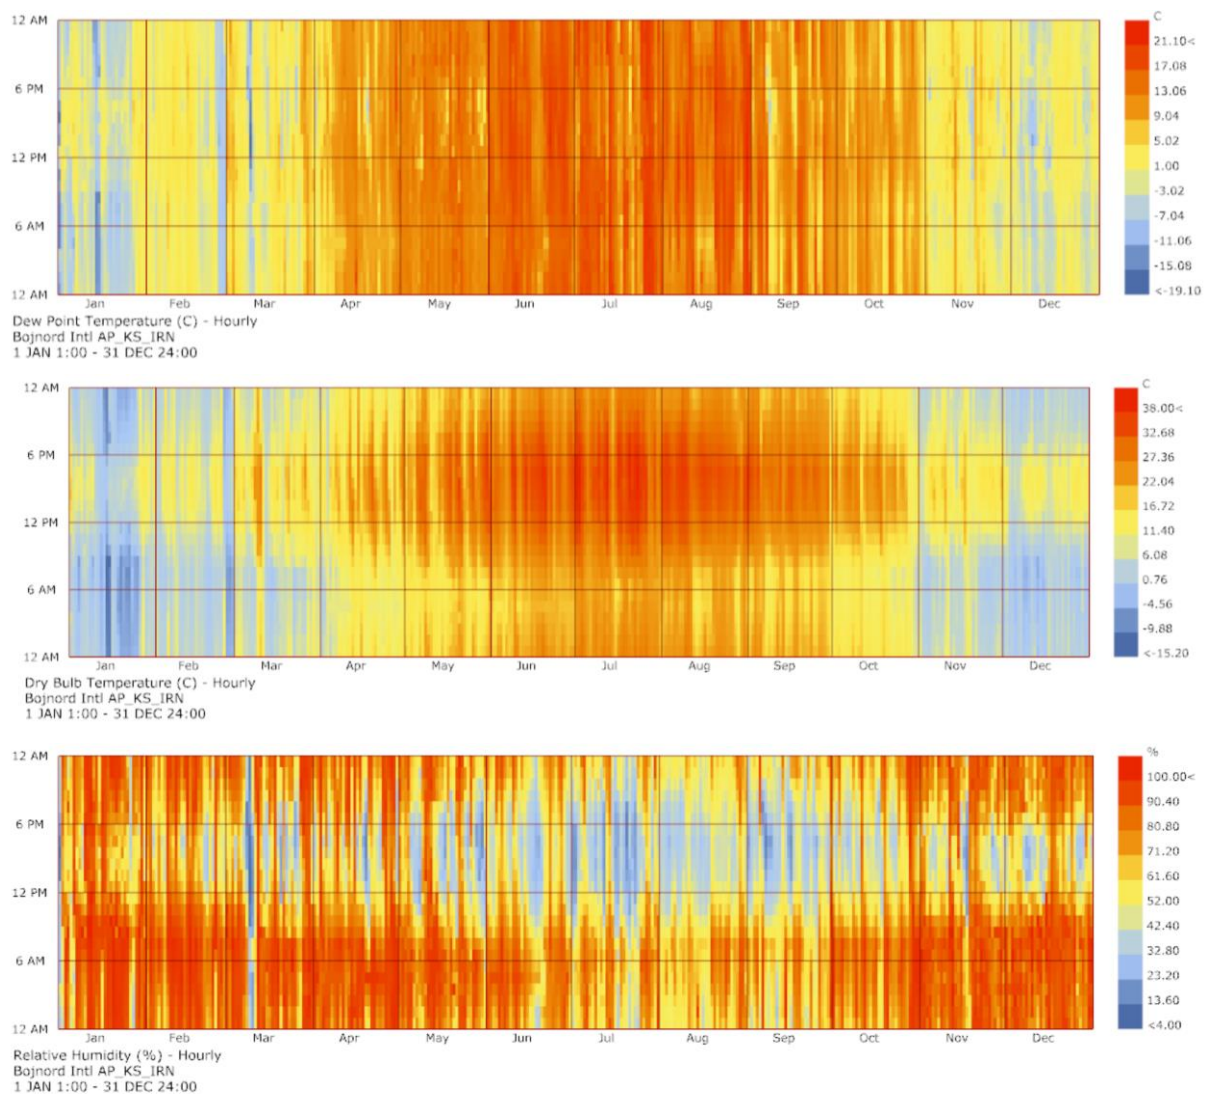 12 AM
6 PM
12 PM
6 AM
12 AM
Jan Feb Mar Apr May Jun Jul Aug Sep Oct Nov Dec
C
21.10<
17.08
13.06
9.04
5.02
1.00
-3.02
-7.04
-11.06
-15.08
<-19.10
Dew Point Temperature (C) - Hourly
Bojnord Intl AP_KS_IRN
1 JAN 1:00 - 31 DEC 24:00
12 AM
6 PM
12 PM
6 AM
12 AM
Jan Feb Mar Apr May Jun Jul Aug Sep Oct Nov Dec
C
38.00<
32.68
27.36
22.04
16.72
11.40
6.08
0.76
-4.56
-9.88
<-15.20
Dry Bulb Temperature (C) - Hourly
Bojnord Intl AP_KS_IRN
1 JAN 1:00 - 31 DEC 24:00
12 AM
6 PM
12 PM
6 AM
12 AM
Jan Feb Mar Apr May Jun Jul Aug Sep Oct Nov Dec
%
100.00<
90.40
80.80
71.20
61.60
52.00
42.40
32.80
23.20
13.60
<4.00
Relative Humidity (%) - Hourly
Bojnord Intl AP_KS_IRN
1 JAN 1:00 - 31 DEC 24:00